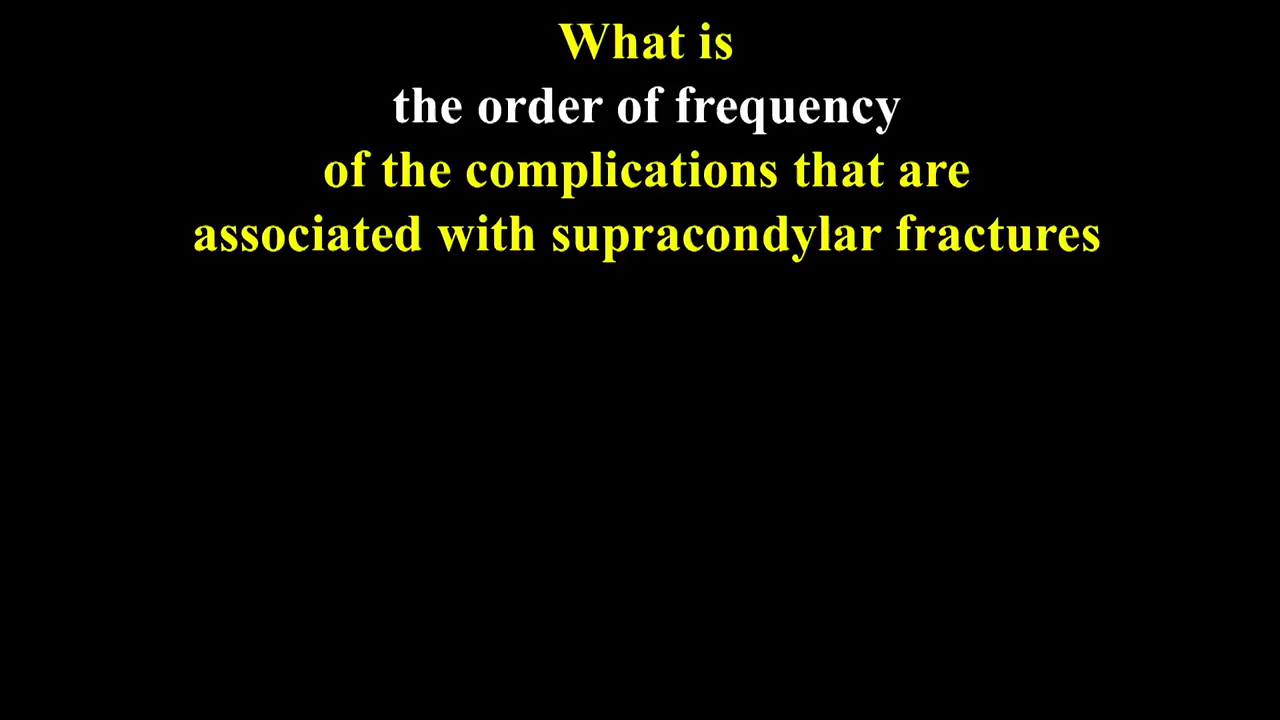 What is
the order of frequency
of the complications that are
associated with supracondylar fractures